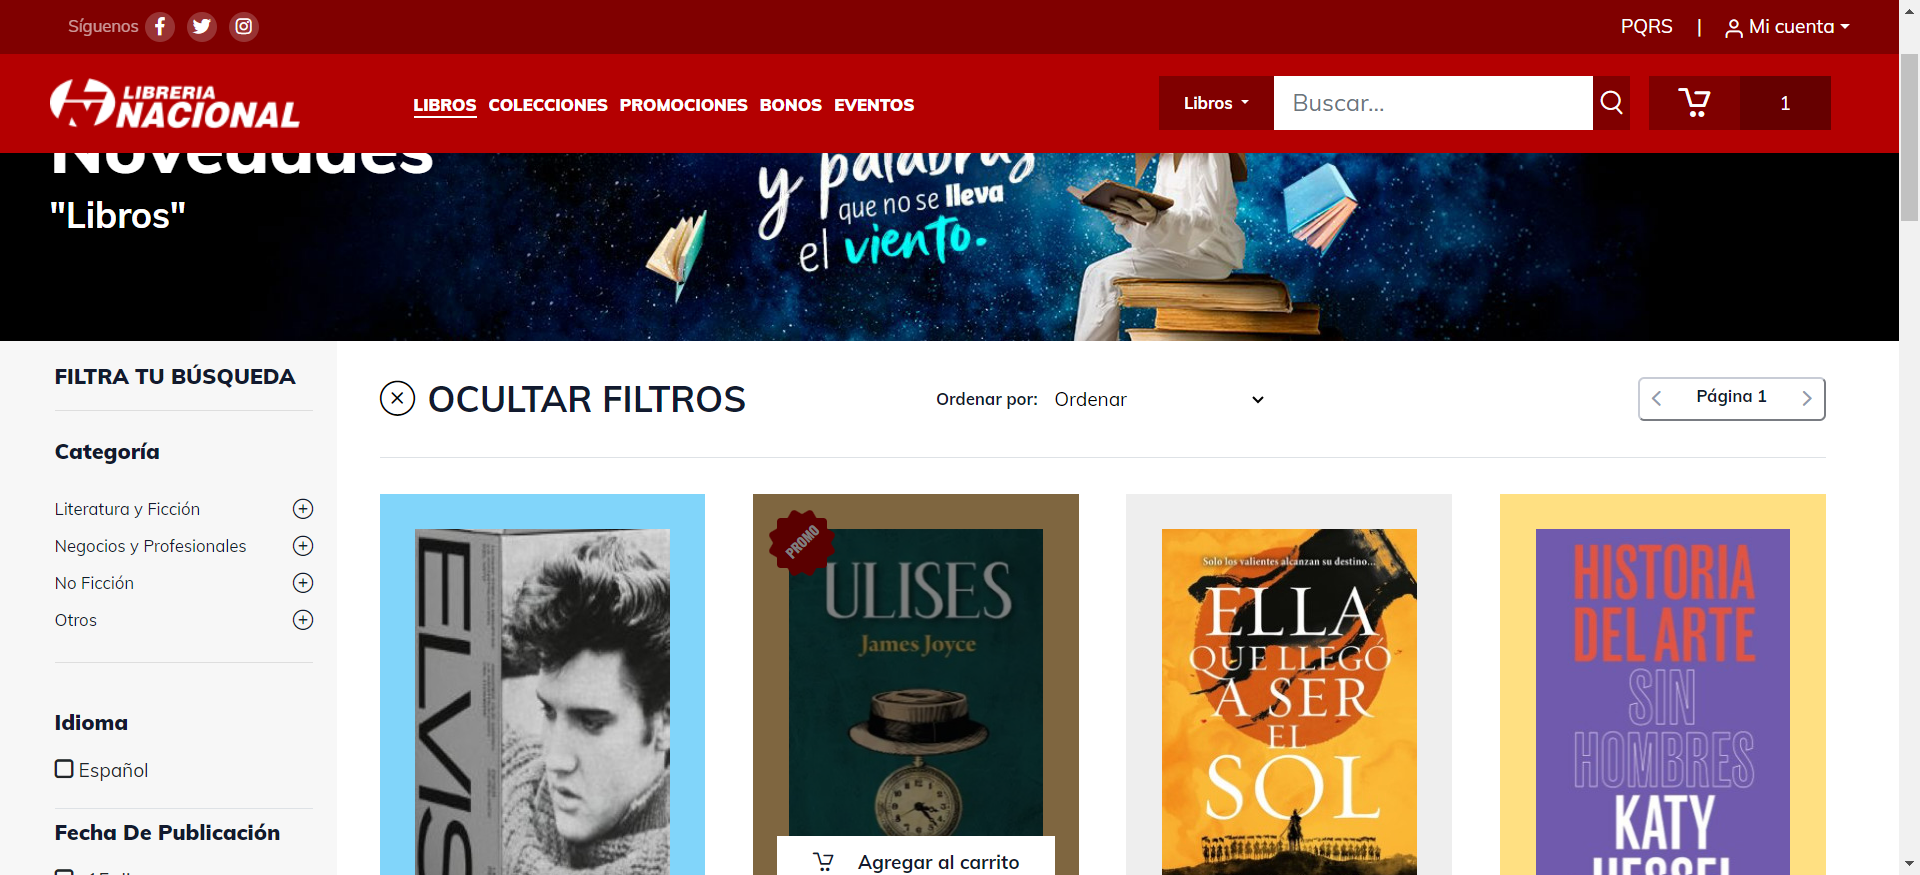 Síguenos
PQRS | Mi cuenta
LIBRERIA
NACIONAL
LIBROS COLECCIONES PROMOCIONES BONOS EVENTOS
Libros
Buscar...
1
Novedades
"Libros"
y palabras
que no se lleva
el viento.
FILTRA TU BÚSQUEDA
Categoría
Literatura y Ficción
Negocios y Profesionales
No Ficción
Otros
Idioma
Español
Fecha De Publicación
OCULTAR FILTROS
Ordenar por: Ordenar
Página 1
ELVIS
PROMO
ULISES
James Joyce
Agregar al carrito
Solo los valientes alcanzan su destino...
ELLA
QUE LLEGÓ
A SER
EL
SOL
HISTORIA
DEL ARTE
SIN
HOMBRES
KATY
HESSEL